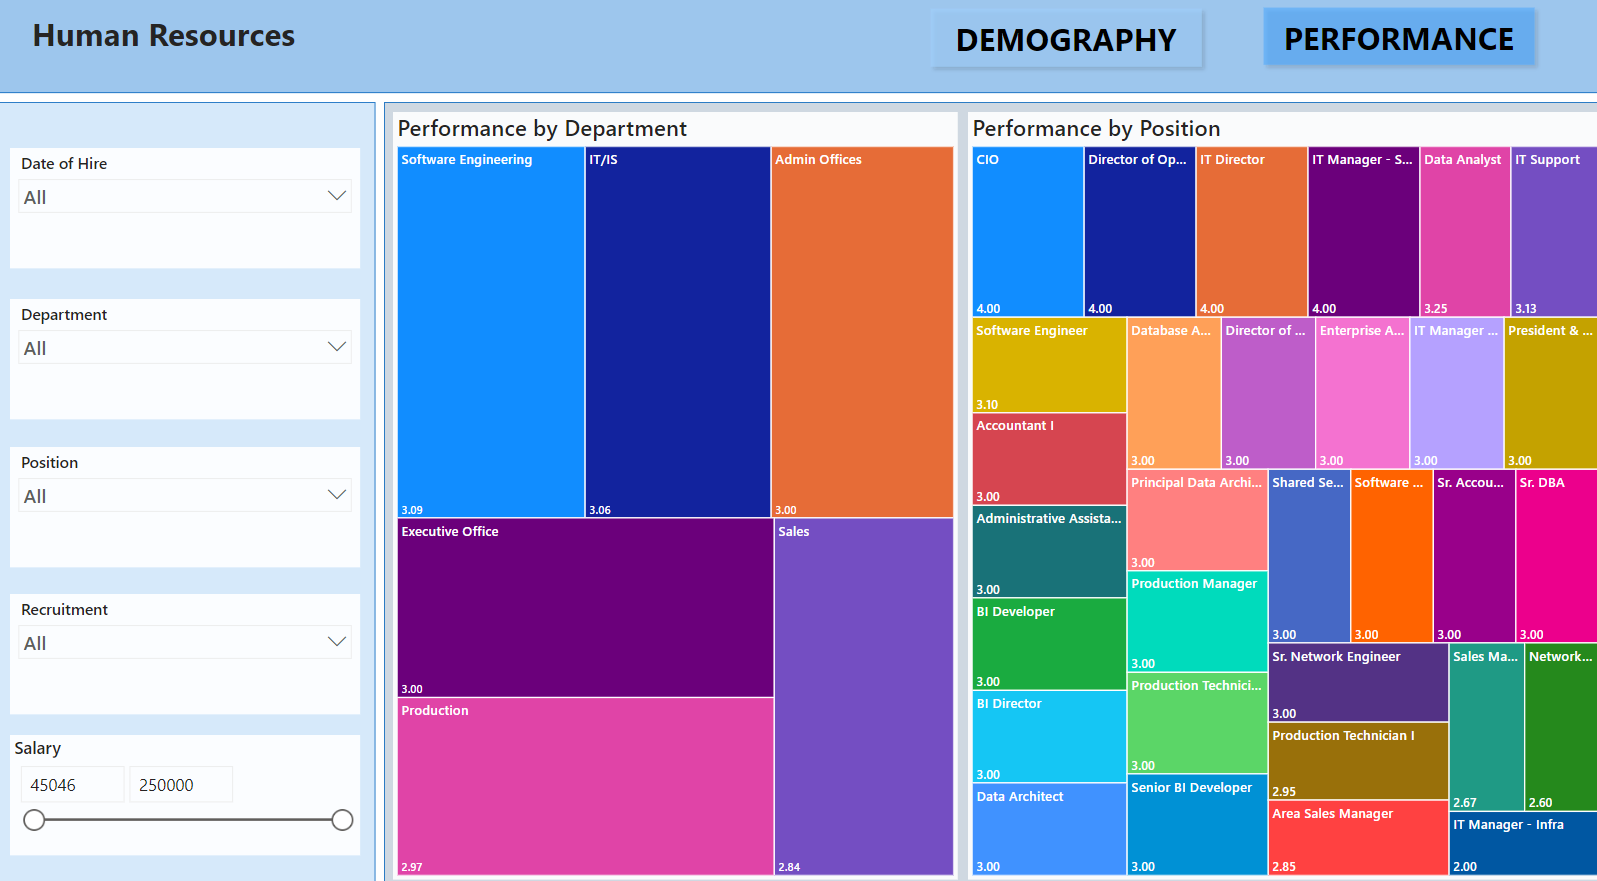 Human Resources
DEMOGRAPHY
PERFORMANCE
Date of Hire
All
Department
All
Position
All
Recruitment
All
Salary
45046
250000
Performance by Department
Software Engineering
3.09
IT/IS
3.06
Admin Offices
3.00
Executive Office
3.00
Production
2.97
Sales
2.84
Performance by Position
CIO
4.00
Director of Op...
4.00
IT Director
4.00
IT Manager - S...
4.00
Data Analyst
3.25
IT Support
3.13
Software Engineer
3.10
Accountant I
3.00
Administrative Assista...
3.00
BI Developer
3.00
BI Director
3.00
Data Architect
3.00
Database A...
3.00
Director of ...
3.00
Enterprise A...
3.00
IT Manager ...
3.00
President & ...
3.00
Principal Data Archi...
3.00
Production Manager
3.00
Production Technici...
3.00
Senior BI Developer
3.00
Shared Se...
3.00
Software ...
3.00
Sr. Accou...
3.00
Sr. DBA
3.00
Sr. Network Engineer
3.00
Production Technician I
2.95
Area Sales Manager
2.85
Sales Ma...
2.67
Network...
2.60
IT Manager - Infra
2.00